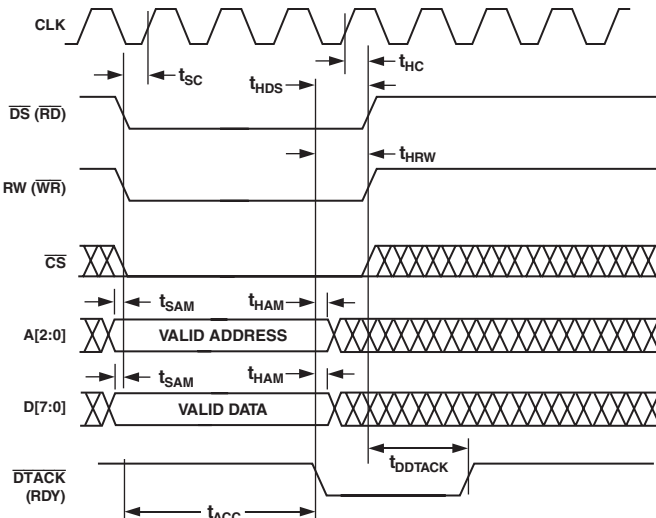 CLK
tSC
tHC
tHDS
DS (RD)
tHRW
RW (WR)
CS
tSAM
tHAM
A[2:0]
VALID ADDRESS
tSAM
tHAM
D[7:0]
VALID DATA
tDDTACK
DTACK
(RDY)
tACC